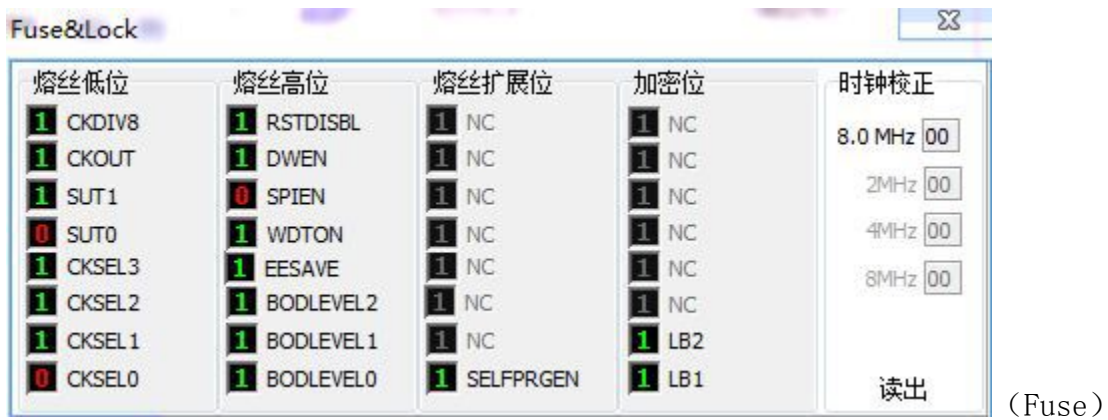 Fuse&Lock
熔丝低位 熔丝高位 熔丝扩展位 加密位 时钟校正
1 CKDIV8 1 RSTDISBL 1 NC 1 NC 8.0 MHz 00
1 CKOUT 1 DWEN 1 NC 1 NC 2MHz 00
1 SUT1 0 SPIEN 1 NC 1 NC
0 SUT0 1 WDTON 1 NC 1 NC 4MHz 00
1 CKSEL3 1 EESAVE 1 NC 1 NC 8MHz 00
1 CKSEL2 1 BODLEVEL2 1 NC 1 NC
1 CKSEL1 1 BODLEVEL1 1 NC 1 LB2
0 CKSEL0 1 BODLEVEL0 1 SELFPRGEN 1 LB1 读出
(Fuse)